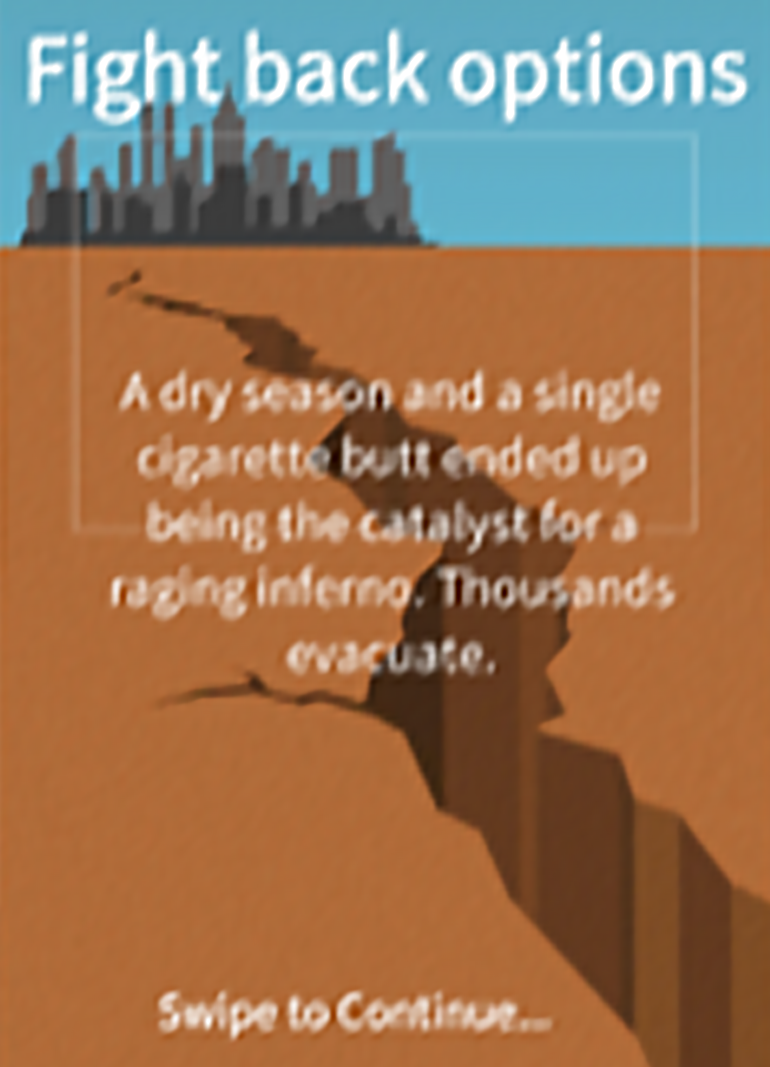 Fight back options
A dry season and a single
cigarette butt ended up
being the catalyst for a
raging inferno. Thousands
evacuate.
Swipe to Continue...